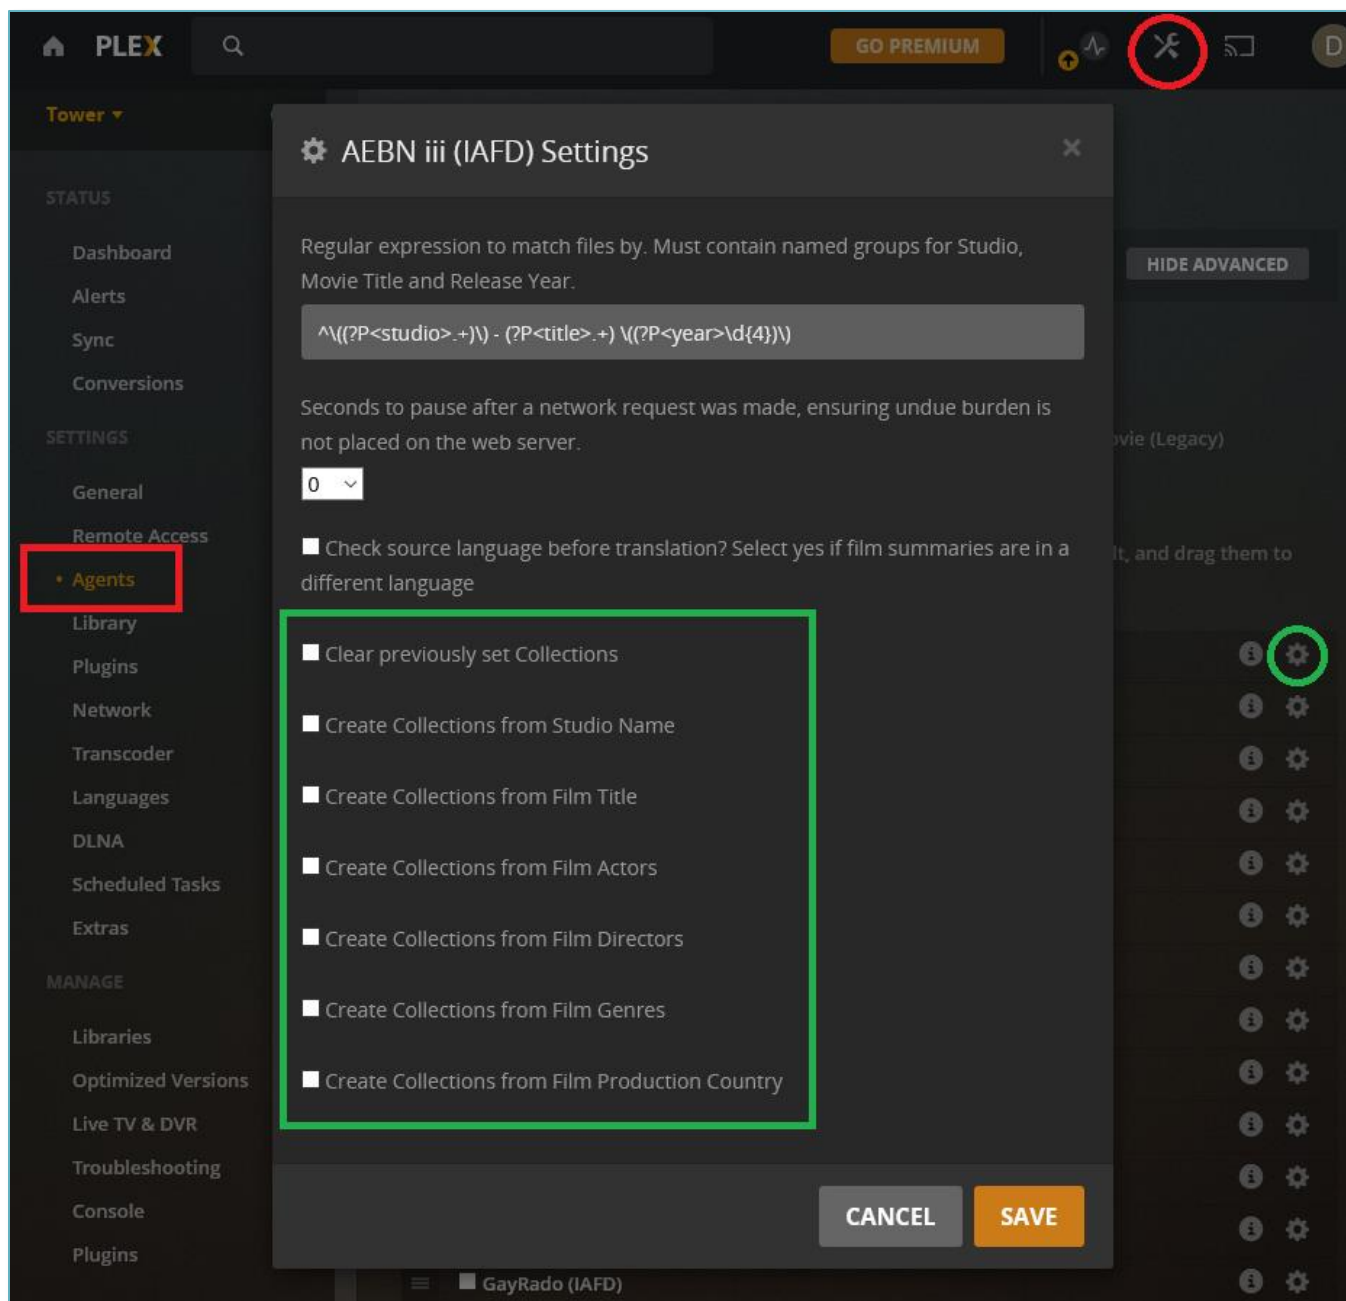 PLEX
GO PREMIUM
D
Tower
AEBN iii (IAFD) Settings
STATUS
Dashboard
Alerts
Sync
Conversions
SETTINGS
General
Remote Access
• Agents
Library
Plugins
Network
Transcoder
Languages
DLNA
Scheduled Tasks
Extras
MANAGE
Libraries
Optimized Versions
Live TV & DVR
Troubleshooting
Console
Plugins
Regular expression to match files by. Must contain named groups for Studio,
Movie Title and Release Year.
^\((?P<studio>.+)\) - (?P<title>.+) \((?P<year>\d{4})\)
Seconds to pause after a network request was made, ensuring undue burden is
not placed on the web server.
0
Check source language before translation? Select yes if film summaries are in a
different language
Clear previously set Collections
Create Collections from Studio Name
Create Collections from Film Title
Create Collections from Film Actors
Create Collections from Film Directors
Create Collections from Film Genres
Create Collections from Film Production Country
CANCEL
SAVE
HIDE ADVANCED
(Legacy)
and drag them to
GayRado (IAFD)